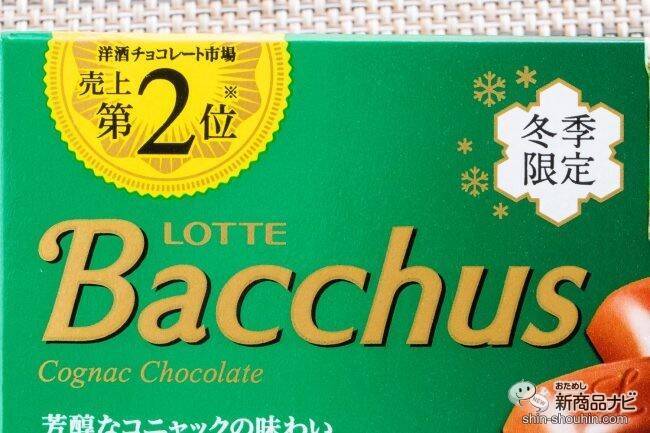 洋酒チョコレート市場
売上
第2位※
冬季
限定
LOTTE
Bacchus
Cognac Chocolate
芳醇なコニャックの味わい
おためし
新商品ナビ
shin-shouhin.com